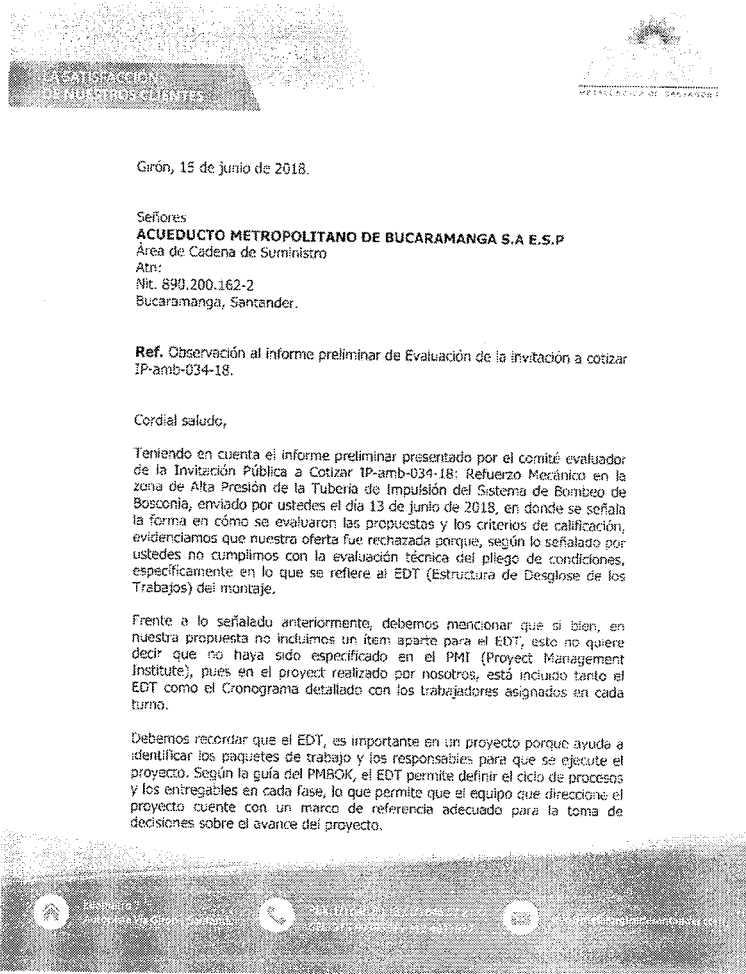 LA SATISFACCIÓN
DE NUESTROS CLIENTES
METALLECTRICA DE SANTANDER
Girón, 15 de junio de 2018.
Señores
ACUEDUCTO METROPOLITANO DE BUCARAMANGA S.A E.S.P
Área de Cadena de Suministro
Atn:
Nit. 890.200.162-2
Bucaramanga, Santander.
Ref. Observación al informe preliminar de Evaluación de la invitación a cotizar
IP-amb-034-18.
Cordial saludo,
Teniendo en cuenta el informe preliminar presentado por el comité evaluador
de la Invitación Pública a Cotizar IP-amb-034-18: Refuerzo Mecánico en la
zona de Alta Presión de la Tubería de Impulsión del Sistema de Bombeo de
Bosconia, enviado por ustedes el día 13 de junio de 2018, en donde se señala
la forma en cómo se evaluaron las propuestas y los criterios de calificación,
evidenciamos que nuestra oferta fue rechazada porque, según lo señalado por
ustedes no cumplimos con la evaluación técnica del pliego de condiciones,
específicamente en lo que se refiere al EDT (Estructura de Desglose de los
Trabajos) del montaje.
Frente a lo señalado anteriormente, debemos mencionar que si bien, en
nuestra propuesta no incluimos un ítem aparte para el EDT, esto no quiere
decir que no haya sido especificado en el PMI (Proyect Management
Institute), pues en el proyect realizado por nosotros, está incluido tanto el
EDT como el Cronograma detallado con los trabajadores asignados en cada
turno.
Debemos recordar que el EDT, es importante en un proyecto porque ayuda a
identificar los paquetes de trabajo y los responsables para que se ejecute el
proyecto. Según la guía del PMBOK, el EDT permite definir el ciclo de procesos
y los entregables en cada fase, lo que permite que el equipo que direccione el
proyecto cuente con un marco de referencia adecuado para la toma de
decisiones sobre el avance del proyecto.